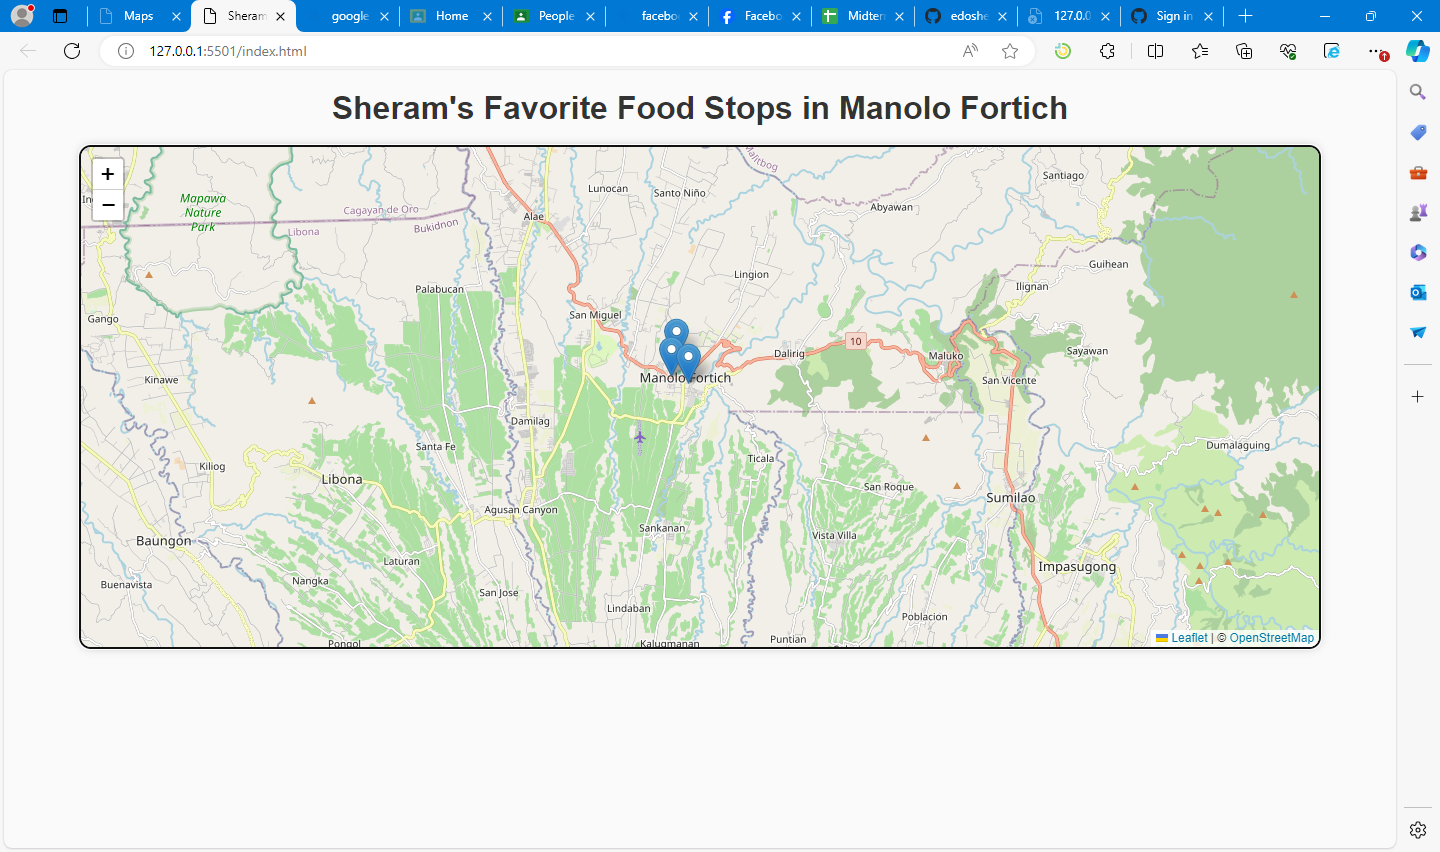 Maps
Sheram
google
Home
People
faceboo
Facebo
Midterm
edoshe
127.0.0
Sign in
127.0.0.1:5501/index.html
Sheram's Favorite Food Stops in Manolo Fortich
+
−
Mapawa
Nature
Park
Cagayan de Oro
Libona
Bukidnon
Alae
Lunocan
Santo Niño
Maitbog
Abyawan
Santiago
Guihean
Ilignan
Lingion
Palabucan
San Miguel
Gango
10
Dalirig
Maluko
Sayawan
San Vicente
Kinawe
Manolo Fortich
Damilag
Santa Fe
Ticala
Dumalaguing
Kiliog
Libona
San Roque
Sumilao
Agusan Canyon
Sankanan
Vista Villa
Baungon
Laturan
Impasugong
Buenavista
Nangka
San Jose
Lindaban
Poblacion
Pongol
Kalugmanan
Puntian
Leaflet | © OpenStreetMap